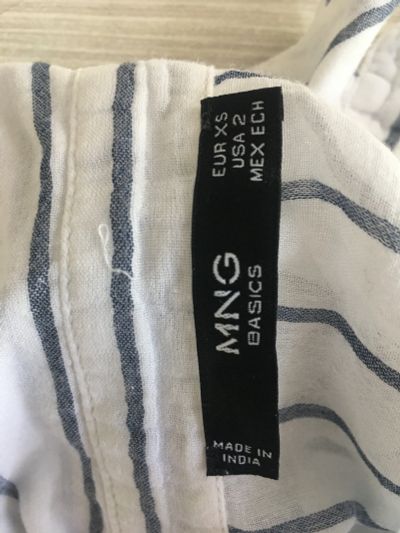 EUR XS
USA 2
MEX ECH
MNG
BASICS
MADE IN
INDIA